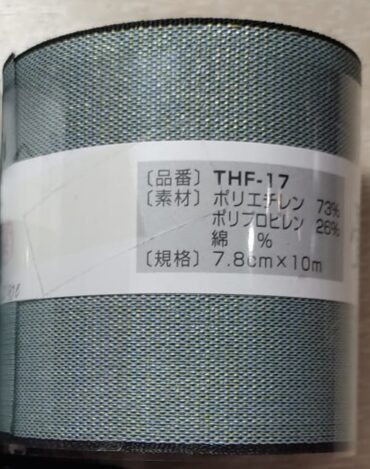 〔品番〕 THF-17
〔素材〕 ポリエチレン 73%
ポリプロピレン 26%
綿 %
〔規格〕 7.8cm×10m